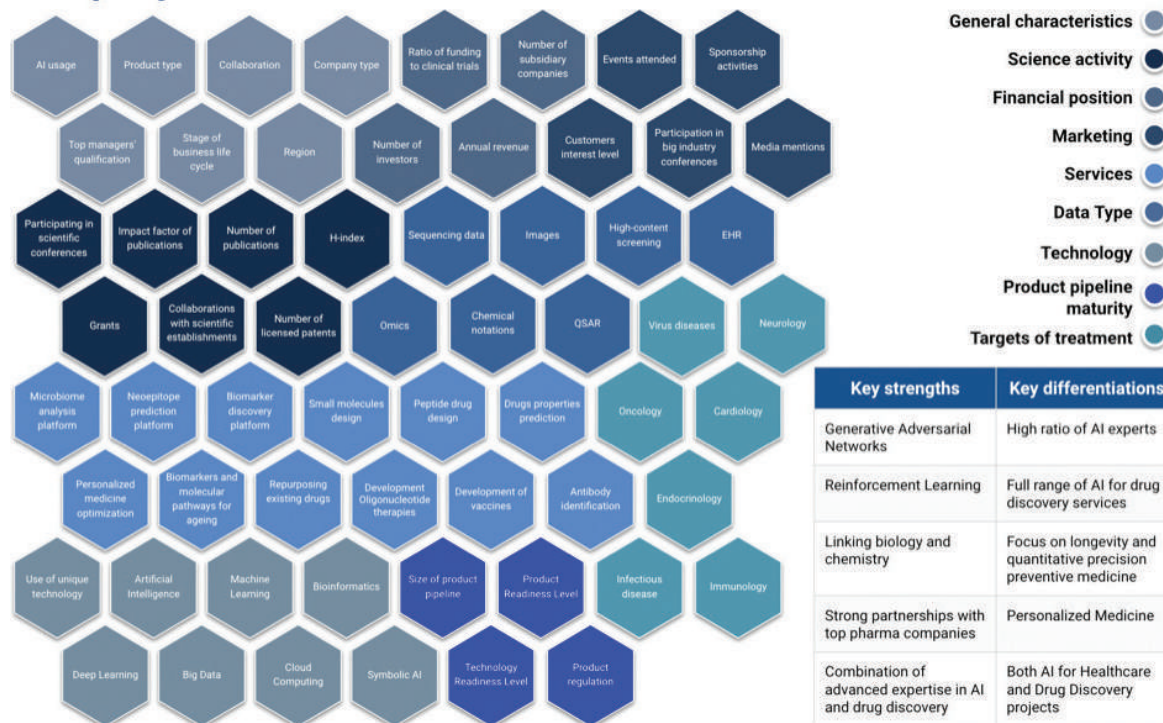 AI usage
Product type
Collaboration
Company type
Ratio of funding
to clinical trials
Number of
subsidiary
companies
Events attended
Sponsorship
activities
Top managers'
qualification
Stage of
business life
cycle
Region
Number of
investors
Annual revenue
Customers
interest level
Participation in
big industry
conferences
Media mentions
Participating in
scientific
conferences
Impact factor of
publications
Number of
publications
H-index
Sequencing data
Images
High-content
screening
EHR
Grants
Collaborations
with scientific
establishments
Number of
licensed patents
Omics
Chemical
notations
QSAR
Virus diseases
Neurology
Microbiome
analysis
platform
Neoepitope
prediction
platform
Biomarker
discovery
platform
Small molecules
design
Peptide drug
design
Drugs properties
prediction
Oncology
Cardiology
Personalized
medicine
optimization
Biomarkers and
molecular
pathways for
ageing
Repurposing
existing drugs
Development
Oligonucleotide
therapies
Development of
vaccines
Antibody
identification
Endocrinology
Use of unique
technology
Artificial
Intelligence
Machine
Learning
Bioinformatics
Size of product
pipeline
Product
Readiness Level
Infectious
disease
Immunology
Deep Learning
Big Data
Cloud
Computing
Symbolic AI
Technology
Readiness Level
Product
regulation
General characteristics
Science activity
Financial position
Marketing
Services
Data Type
Technology
Product pipeline
maturity
Targets of treatment
Key strengths
Key differentiations
Generative Adversarial
Networks
High ratio of AI experts
Reinforcement Learning
Full range of AI for drug
discovery services
Linking biology and
chemistry
Focus on longevity and
quantitative precision
preventive medicine
Strong partnerships with
top pharma companies
Personalized Medicine
Combination of
advanced expertise in AI
and drug discovery
Both AI for Healthcare
and Drug Discovery
projects